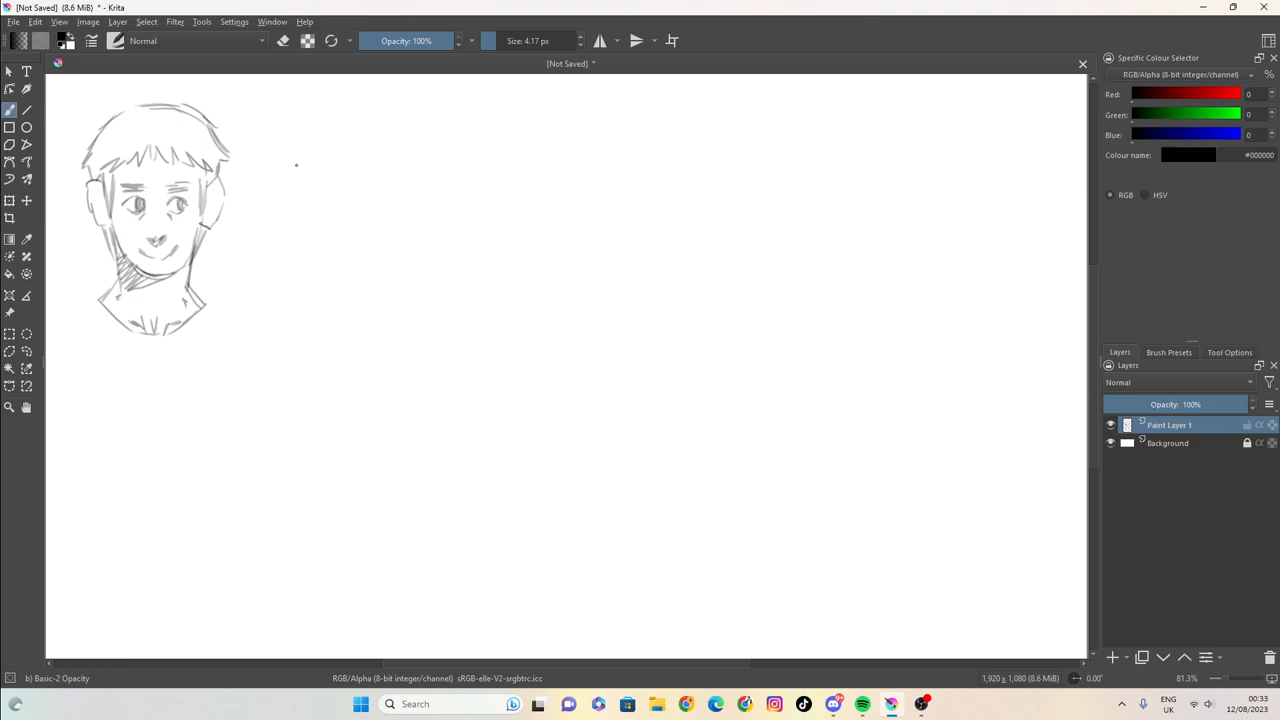 [Not Saved] (8.6 MiB) * - Krita
File Edit View Image Layer Select Filter Tools Settings Window Help
Normal Opacity: 100% Size: 4.17 px
[Not Saved] *
Specific Colour Selector
RGB/Alpha (8-bit integer/channel) %
Red: 0
Green: 0
Blue: 0
Colour name: #000000
RGB HSV
Layers Brush Presets Tool Options
Layers
Normal
Opacity: 100%
Paint Layer 1
Background
b) Basic-2 Opacity RGB/Alpha (8-bit integer/channel) sRGB-elle-V2-srgbtrc.icc 1,920 x 1,080 (8.6 MiB) 0.00° 81.3%
Search
ENG
UK
00:33
12/08/2023